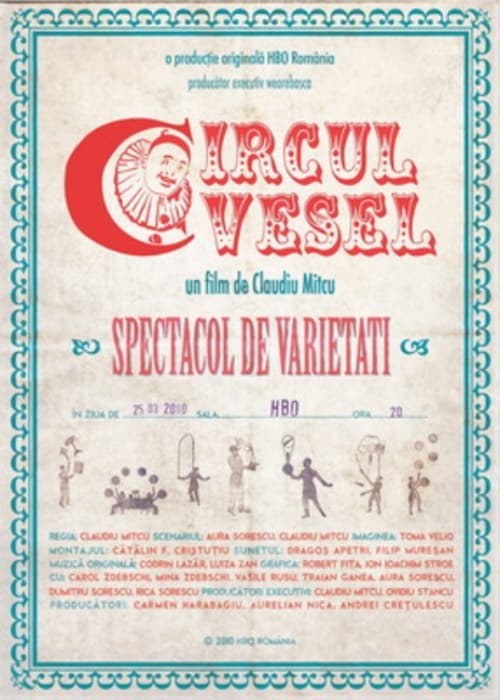 o producție originală HBO România
producător executiv wearebasca
CIRCUL
VESEL
un film de Claudiu Mitcu
SPECTACOL DE VARIETATI
ÎN ZIUA DE 25 03 2010 SALA HBO ORA 20
REGIA: CLAUDIU MITCU SCENARIUL: AURA SORESCU, CLAUDIU MITCU IMAGINEA: TOMA VELIO
MONTAJUL: CĂTĂLIN F. CRISTUȚIU SUNETUL: DRAGOȘ APETRI, FILIP MUREȘAN
MUZICĂ ORIGINALĂ: CODRIN LAZĂR, LUIZA ZAN GRAFICA: ROBERT FITA, ION IOACHIM STROE
CU: CAROL ZDEBSCHI, MINA ZDEBSCHI, VASILE RUSU, TRAIAN GANEA, AURA SORESCU,
DUMITRU SORESCU, RICA SORESCU PRODUCĂTORI EXECUTIVI: CLAUDIU MITCU, OVIDIU STANCU
PRODUCĂTORI: CARMEN HARABAGIU, AURELIAN NICA, ANDREI CREȚULESCU
© 2010 HBO ROMÂNIA